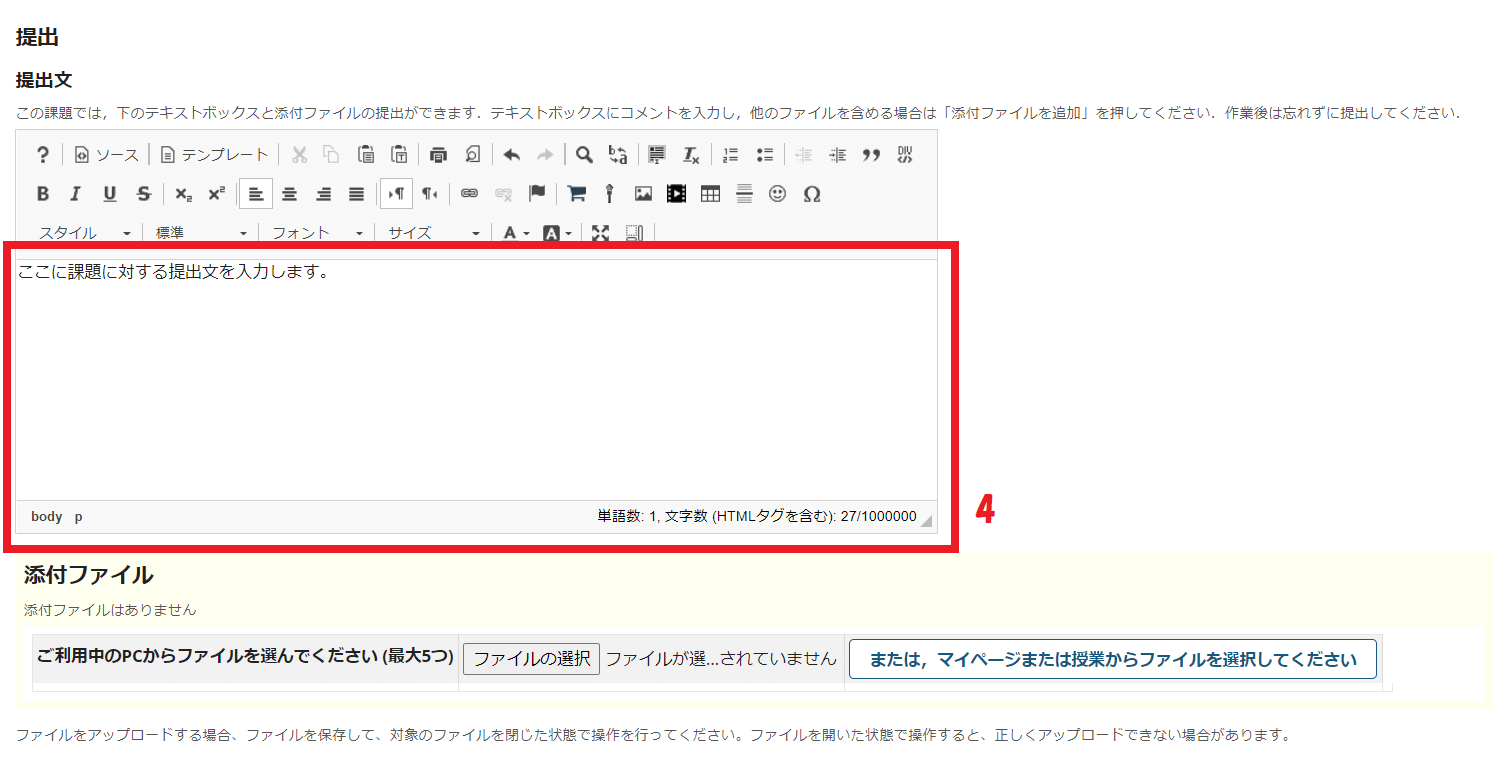 提出
提出文
この課題では，下のテキストボックスと添付ファイルの提出ができます．テキストボックスにコメントを入力し，他のファイルを含める場合は「添付ファイルを追加」を押してください．作業後は忘れずに提出してください．
? ソース テンプレート
B I U S
スタイル 標準 フォント サイズ A A
ここに課題に対する提出文を入力します。
body p 単語数: 1, 文字数 (HTMLタグを含む): 27/1000000
4
添付ファイル
添付ファイルはありません
ご利用中のPCからファイルを選んでください (最大5つ) ファイルの選択 ファイルが選...されていません または，マイページまたは授業からファイルを選択してください
ファイルをアップロードする場合、ファイルを保存して、対象のファイルを閉じた状態で操作を行ってください。ファイルを開いた状態で操作すると、正しくアップロードできない場合があります。